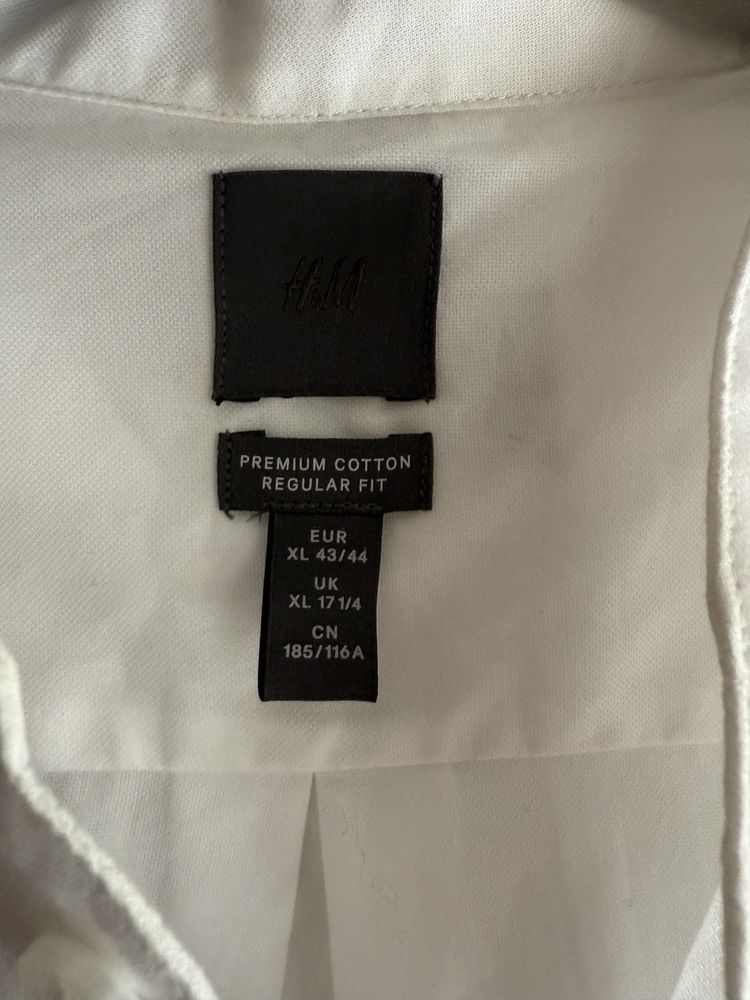 H&M
PREMIUM COTTON
REGULAR FIT
EUR
XL 43/44
UK
XL 17 1/4
CN
185/116A